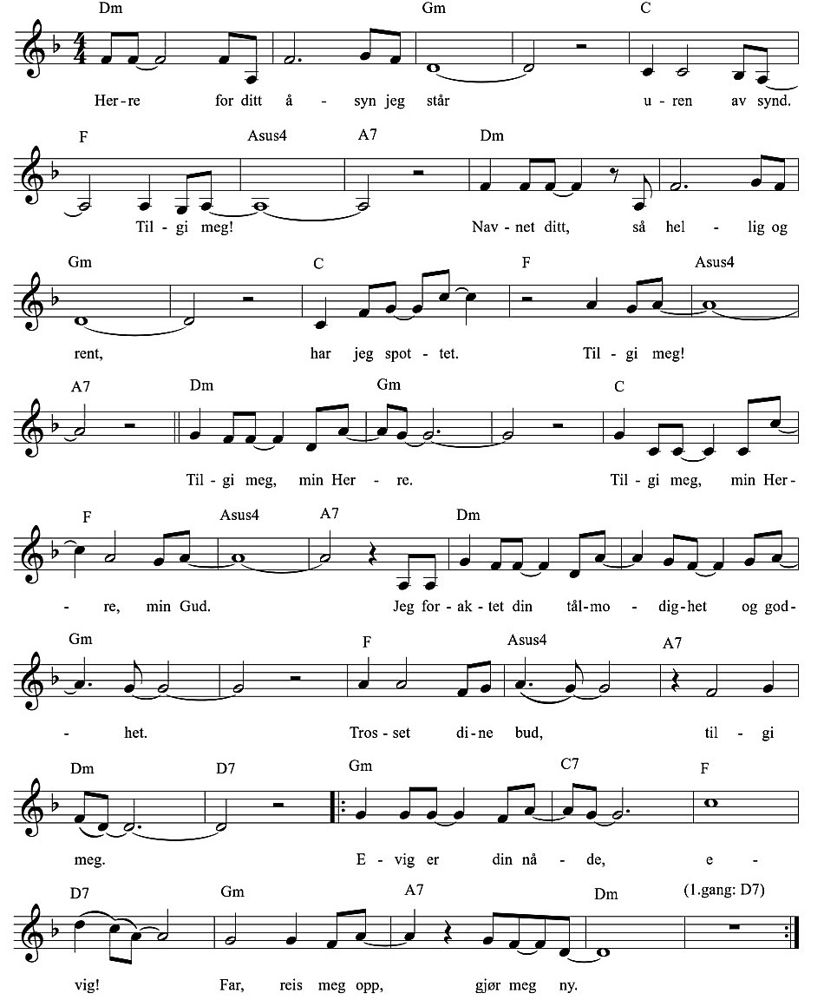 Dm Gm C
Her-re for ditt å - syn jeg står u - ren av synd.
F Asus4 A7 Dm
Til - gi meg! Nav - net ditt, så hel - lig og
Gm C F Asus4
rent, har jeg spot - tet. Til - gi meg!
A7 Dm Gm C
Til - gi meg, min Her - re. Til - gi meg, min Her -
F Asus4 A7 Dm
- re, min Gud. Jeg for - ak - tet din tål-mo - dig-het og god-
Gm F Asus4 A7
- het. Tros - set di - ne bud, til - gi
Dm D7 Gm C7 F
meg. E - vig er din nå - de, e -
D7 Gm A7 Dm (1.gang: D7)
vig! Far, reis meg opp, gjør meg ny.